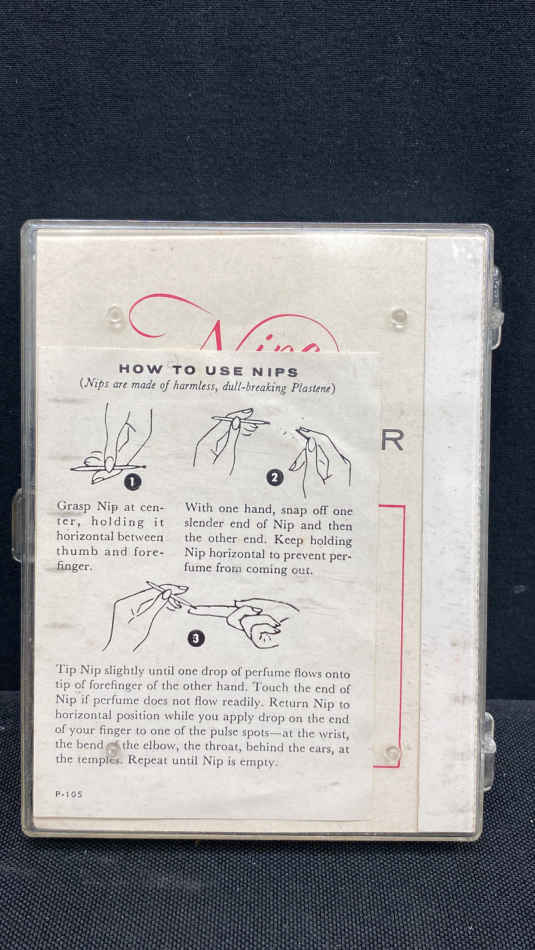 Nips
HOW TO USE NIPS
(Nips are made of harmless, dull-breaking Plastene)
R
1
2
Grasp Nip at cen-
ter, holding it
horizontal between
thumb and fore-
finger.
With one hand, snap off one
slender end of Nip and then
the other end. Keep holding
Nip horizontal to prevent per-
fume from coming out.
3
Tip Nip slightly until one drop of perfume flows onto
tip of forefinger of the other hand. Touch the end of
Nip if perfume does not flow readily. Return Nip to
horizontal position while you apply drop on the end
of your finger to one of the pulse spots—at the wrist,
the bend of the elbow, the throat, behind the ears, at
the temples. Repeat until Nip is empty.
P-105